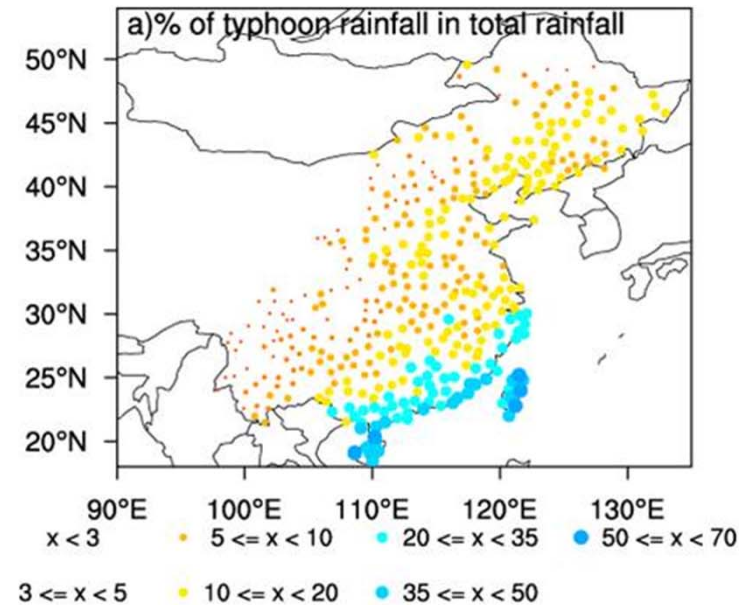 a)% of typhoon rainfall in total rainfall
50°N
45°N
40°N
35°N
30°N
25°N
20°N
90°E 100°E 110°E 120°E 130°E
x < 3 5 <= x < 10 20 <= x < 35 50 <= x < 70
3 <= x < 5 10 <= x < 20 35 <= x < 50